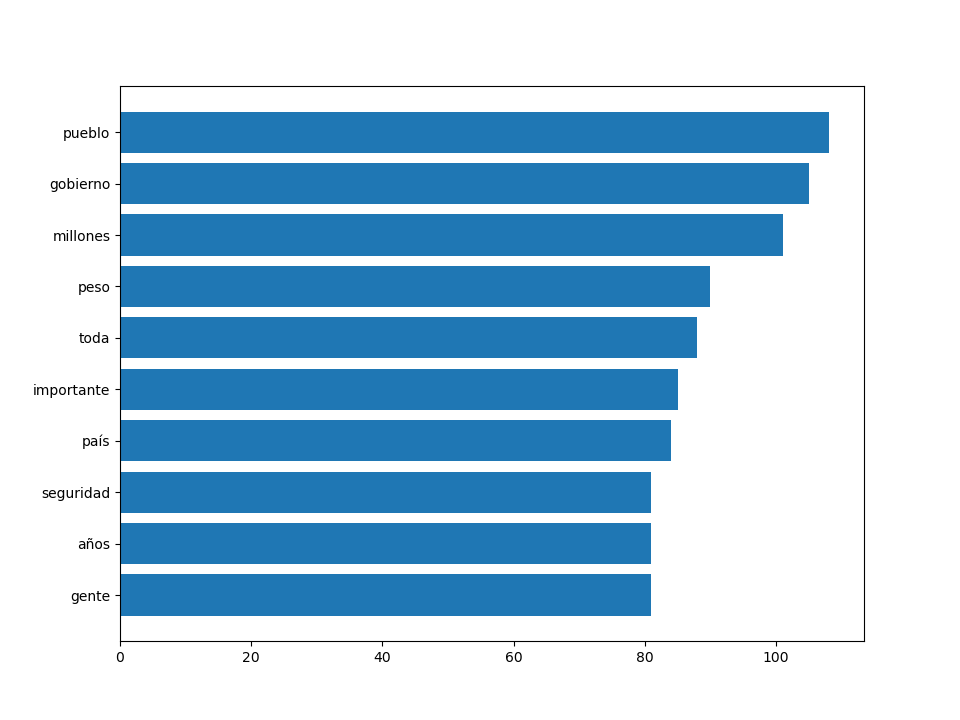 pueblo
gobierno
millones
peso
toda
importante
país
seguridad
años
gente
0 20 40 60 80 100